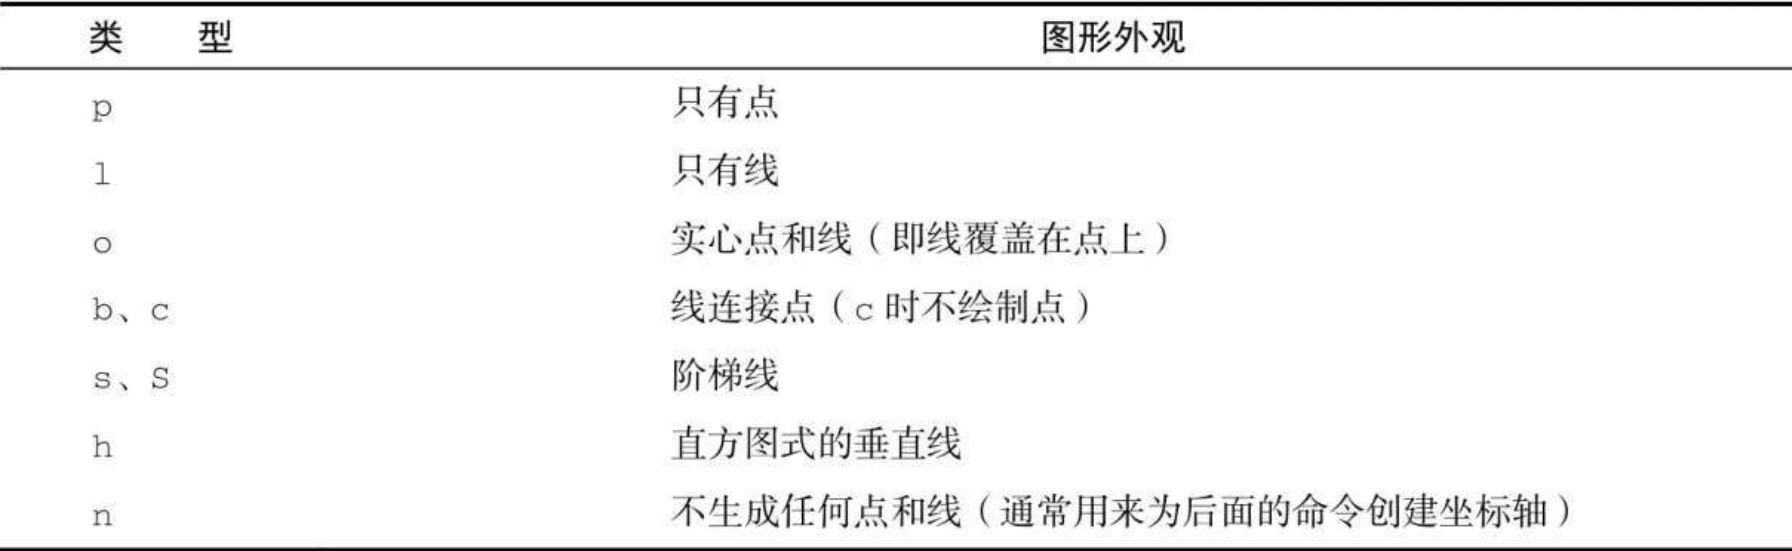 类 型 图形外观
p 只有点
l 只有线
o 实心点和线（即线覆盖在点上）
b、c 线连接点（c 时不绘制点）
s、S 阶梯线
h 直方图式的垂直线
n 不生成任何点和线（通常用来为后面的命令创建坐标轴）